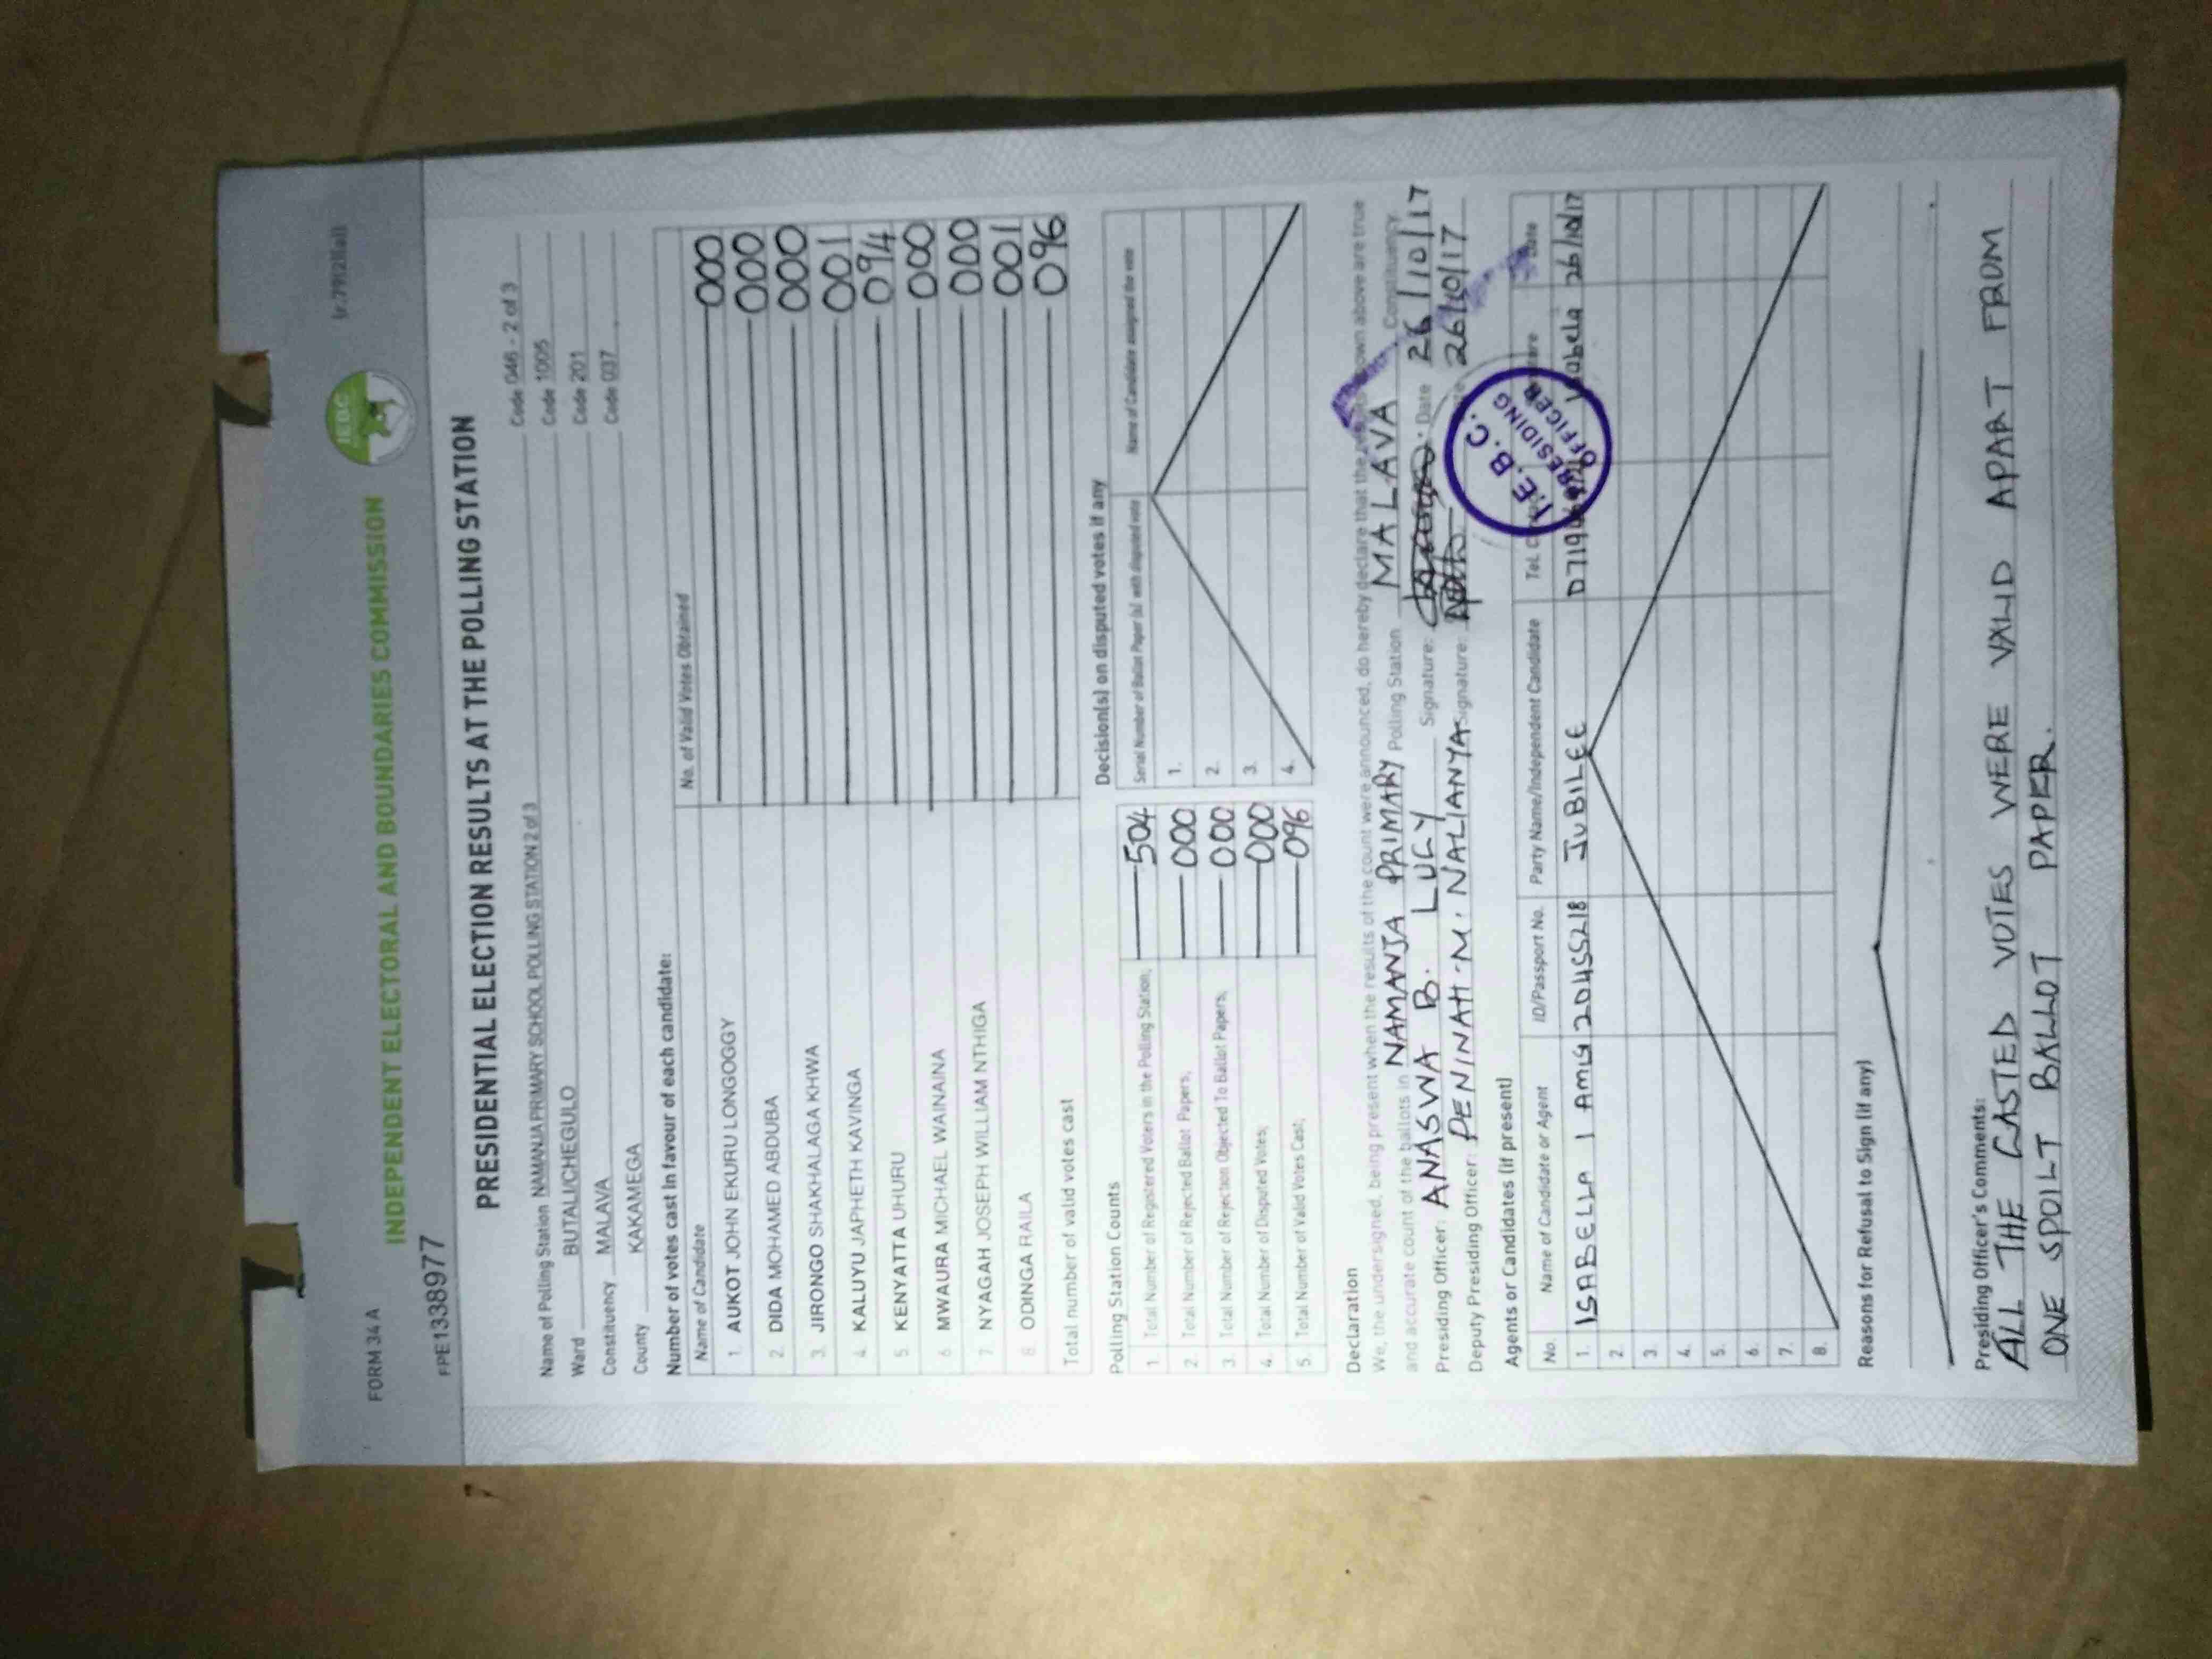 FORM 34 A
INDEPENDENT ELECTORAL AND BOUNDARIES COMMISSION
I.E.B.C
FPE1338977
PRESIDENTIAL ELECTION RESULTS AT THE POLLING STATION
Name of Polling Station NAMANJA PRIMARY SCHOOL POLLING STATION 2 of 3 Code 046 - 2 of 3
Ward BUTALI/CHEGULO Code 1005
Constituency MALAVA Code 201
County KAKAMEGA Code 037
Number of votes cast in favour of each candidate:
Name of Candidate No. of Valid Votes Obtained
1. AUKOT JOHN EKURU LONGOGGY 000
2. DIDA MOHAMED ABDUBA 000
3. JIRONGO SHAKHALAGA KHWA 000
4. KALUYU JAPHETH KAVINGA 001
5. KENYATTA UHURU 094
6. MWAURA MICHAEL WAINAINA 000
7. NYAGAH JOSEPH WILLIAM NTHIGA 000
8. ODINGA RAILA 001
Total number of valid votes cast 096
Polling Station Counts
1. Total Number of Registered Voters in the Polling Station; 504
2. Total Number of Rejected Ballot Papers; 000
3. Total Number of Rejection Objected To Ballot Papers; 000
4. Total Number of Disputed Votes; 000
5. Total Number of Valid Votes Cast; 096
Decision(s) on disputed votes if any
Serial Number of Ballot Paper (s) with disputed vote Name of Candidate assigned the vote
1.
2.
3.
4.
Declaration
We, the undersigned, being present when the results of the count were announced, do hereby declare that the shown above are true
and accurate count of the ballots in NAMANJA PRIMARY Polling Station MALAVA Constituency
Presiding Officer: ANASWA B. LUCY Signature: Date 26/10/17
Deputy Presiding Officer: PENINAH M. NALIANYA Signature: 26/10/17
I.E.B.C.
PRESIDING
OFFICER
Agents or Candidates (if present)
No. Name of Candidate or Agent ID/Passport No. Party Name/Independent Candidate Date
1. ISABELLA 20455218 JUBILEE 26/10/17
2.
3.
4.
5.
6.
7.
8.
Reasons for Refusal to Sign (if any)
Presiding Officer's Comments:
ALL THE CASTED VOTES WERE VALID APART FROM
ONE SPOILT BALLOT PAPER.